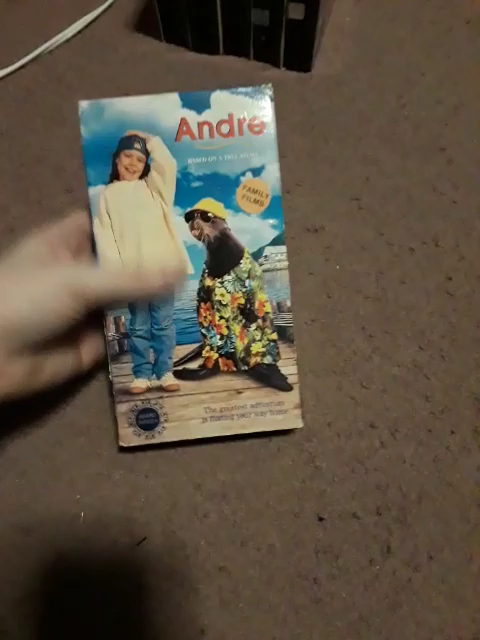 Andre
BASED ON A TRUE STORY
FAMILY
FILMS
The greatest adventure
is finding your way home